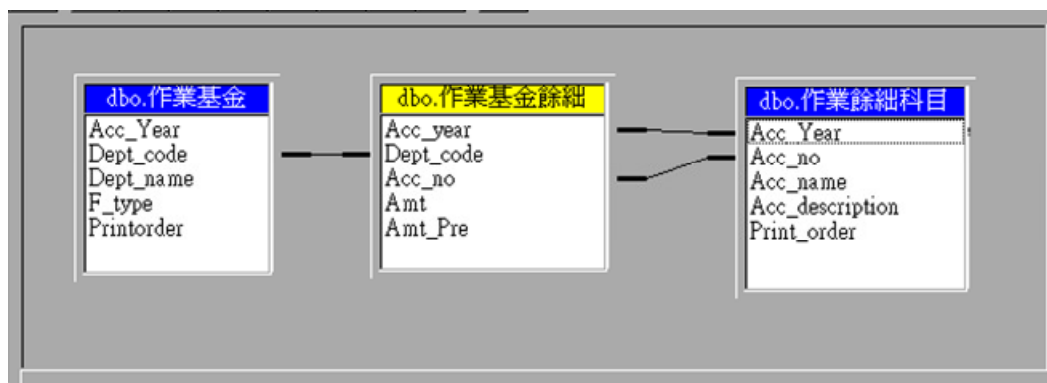 dbo.作業基金
Acc_Year
Dept_code
Dept_name
F_type
Printorder
dbo.作業基金餘絀
Acc_year
Dept_code
Acc_no
Amt
Amt_Pre
dbo.作業餘絀科目
Acc_Year
Acc_no
Acc_name
Acc_description
Print_order